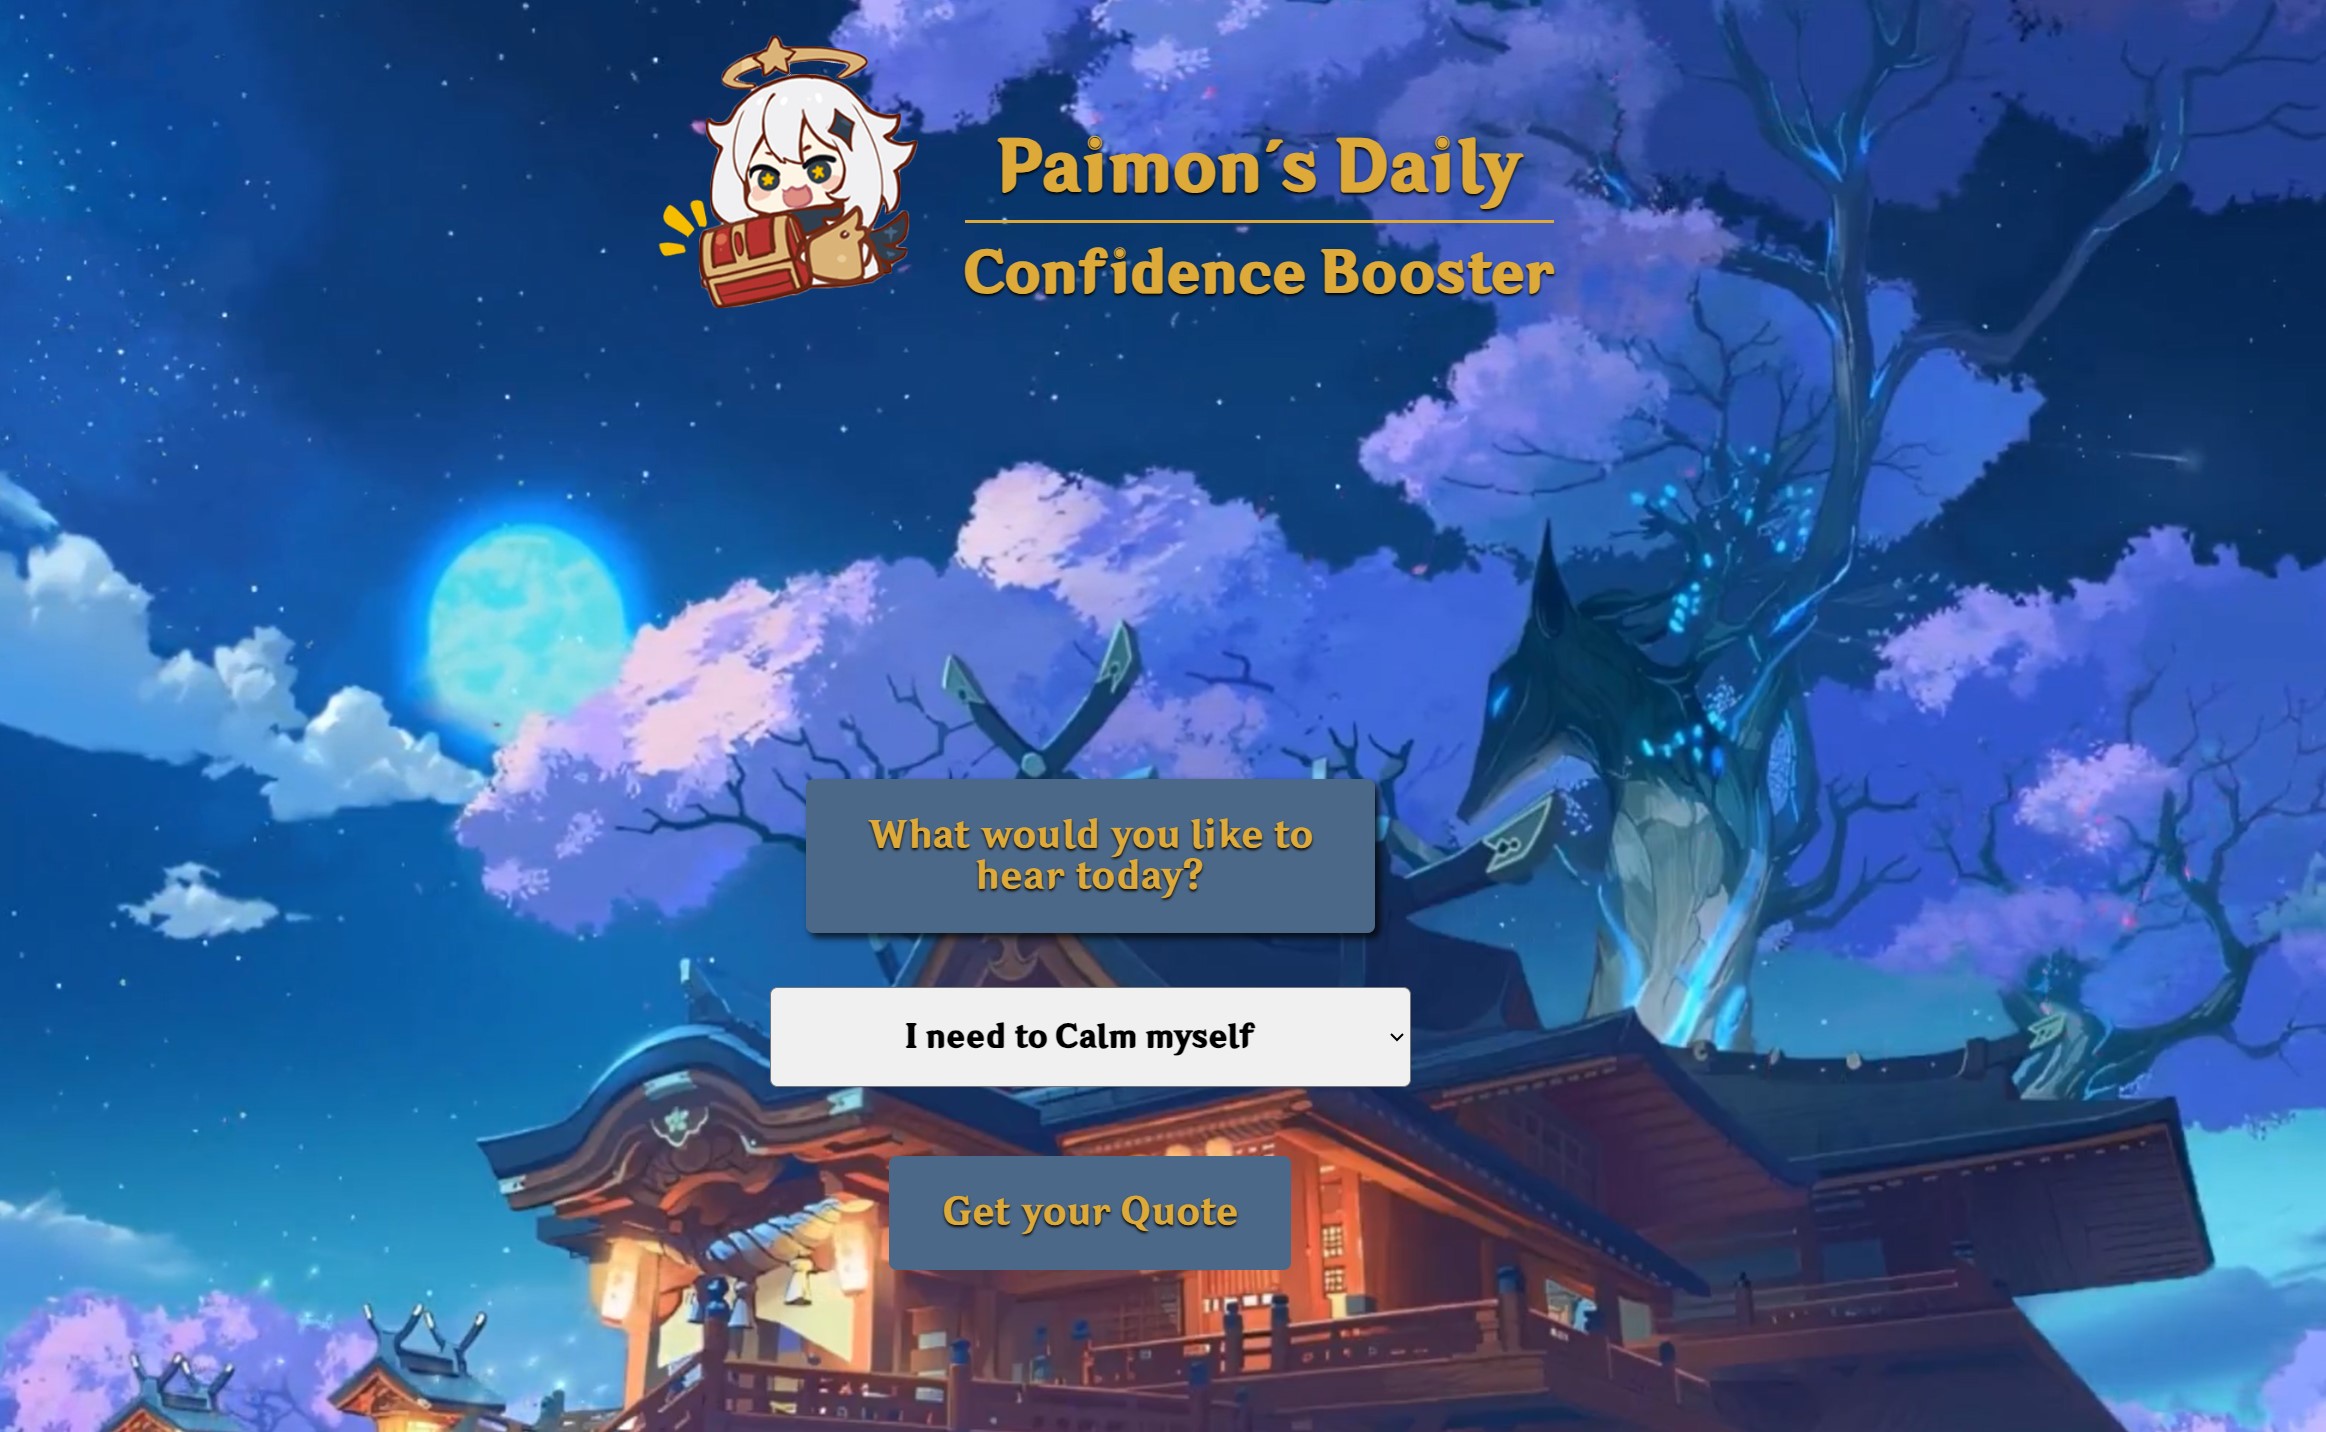 Paimon´s Daily
Confidence Booster
What would you like to
hear today?
I need to Calm myself
Get your Quote